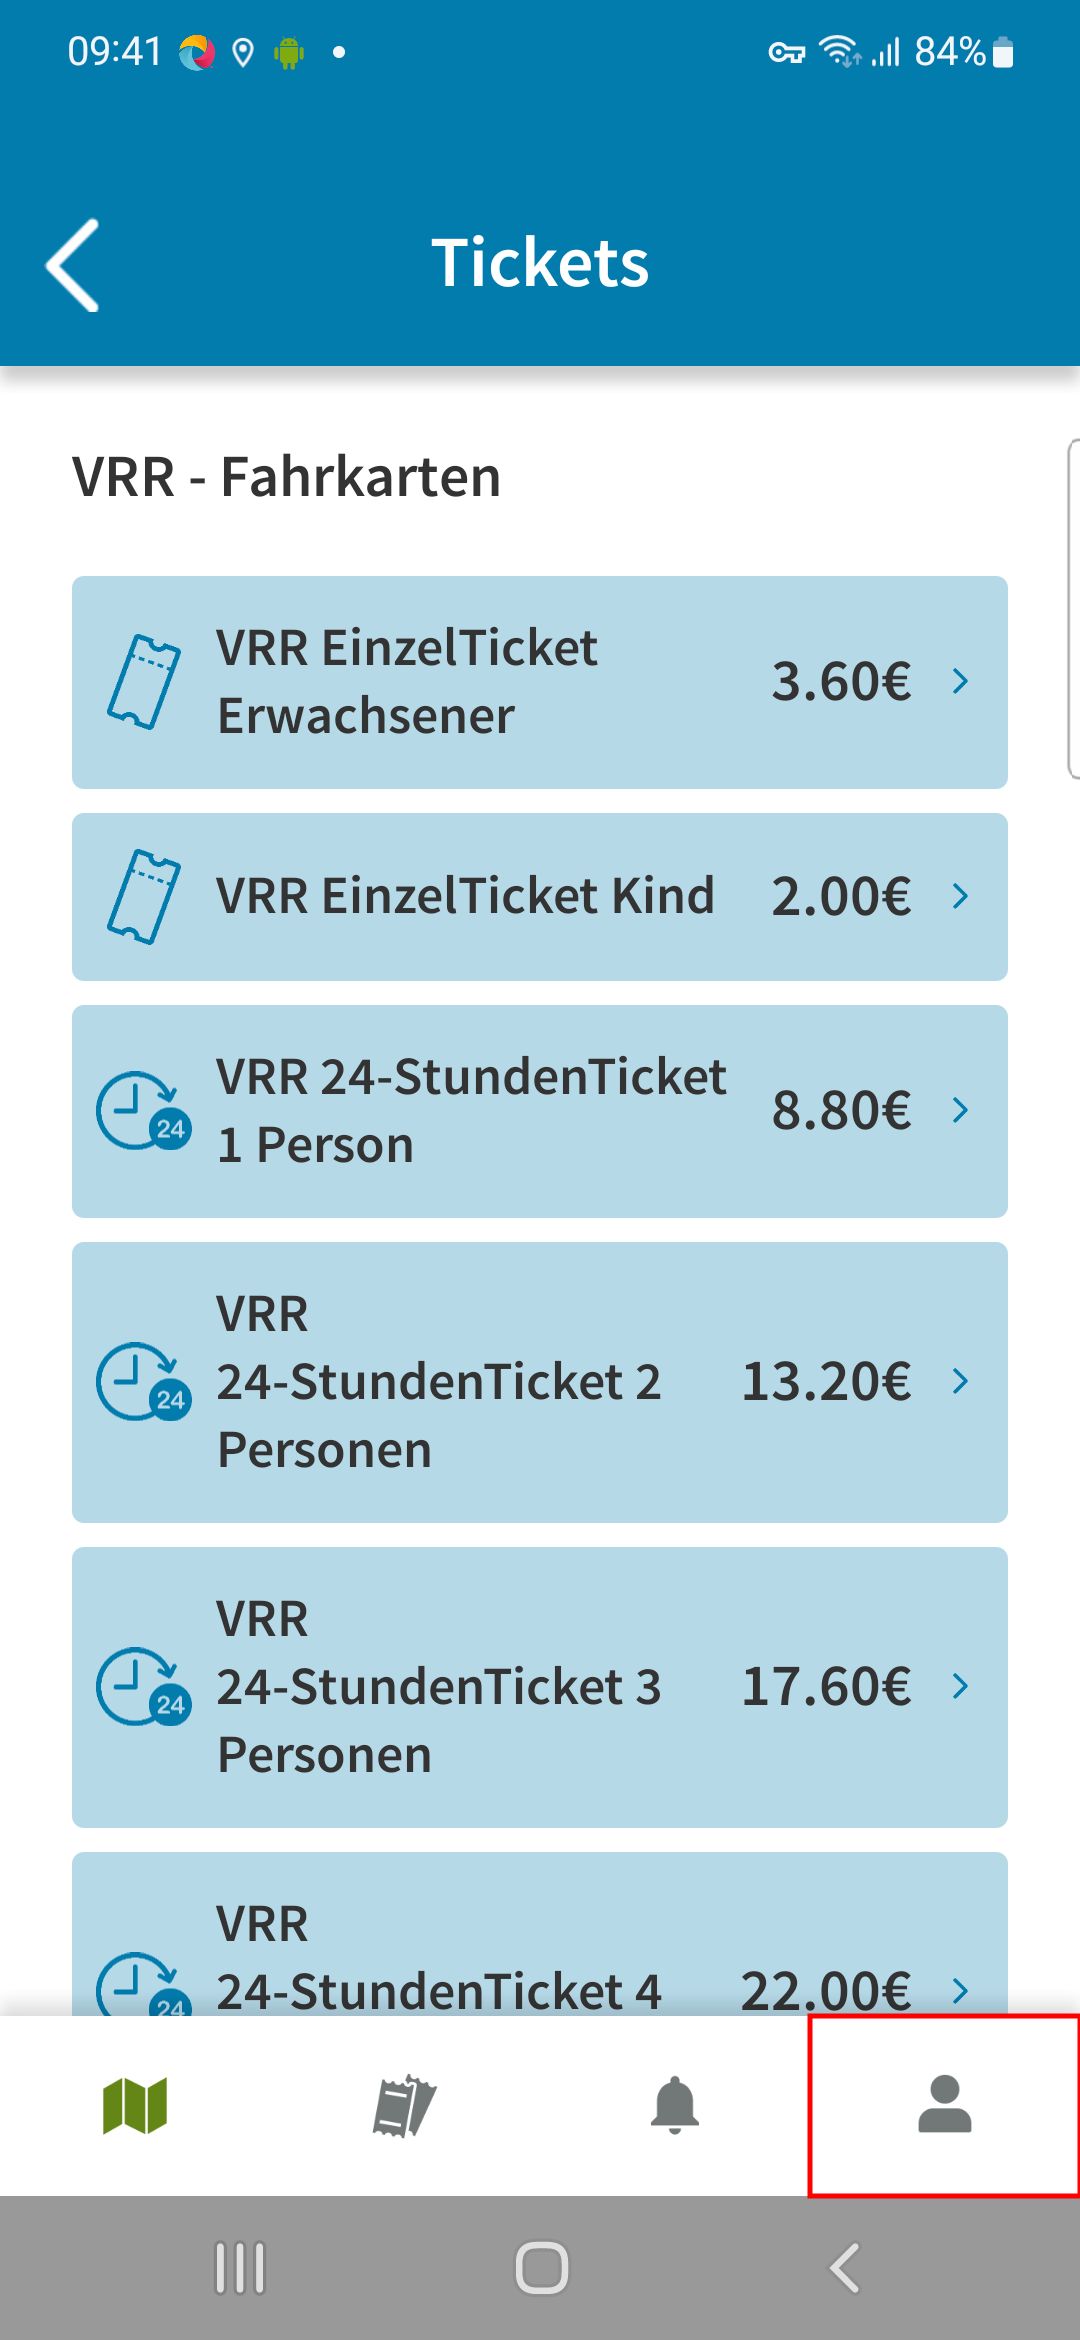 09:41
84%
Tickets
VRR - Fahrkarten
VRR EinzelTicket
Erwachsener
3.60€
VRR EinzelTicket Kind
2.00€
24
VRR 24-StundenTicket
1 Person
8.80€
24
VRR
24-StundenTicket 2
Personen
13.20€
24
VRR
24-StundenTicket 3
Personen
17.60€
24
VRR
24-StundenTicket 4
22.00€